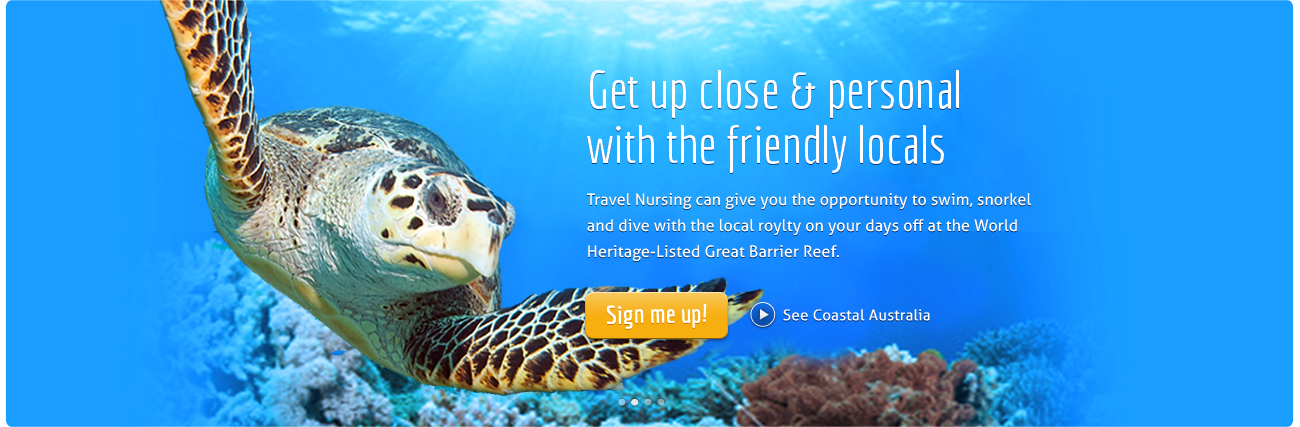 Get up close & personal
with the friendly locals
Travel Nursing can give you the opportunity to swim, snorkel
and dive with the local roylty on your days off at the World
Heritage-Listed Great Barrier Reef.
Sign me up!
See Coastal Australia